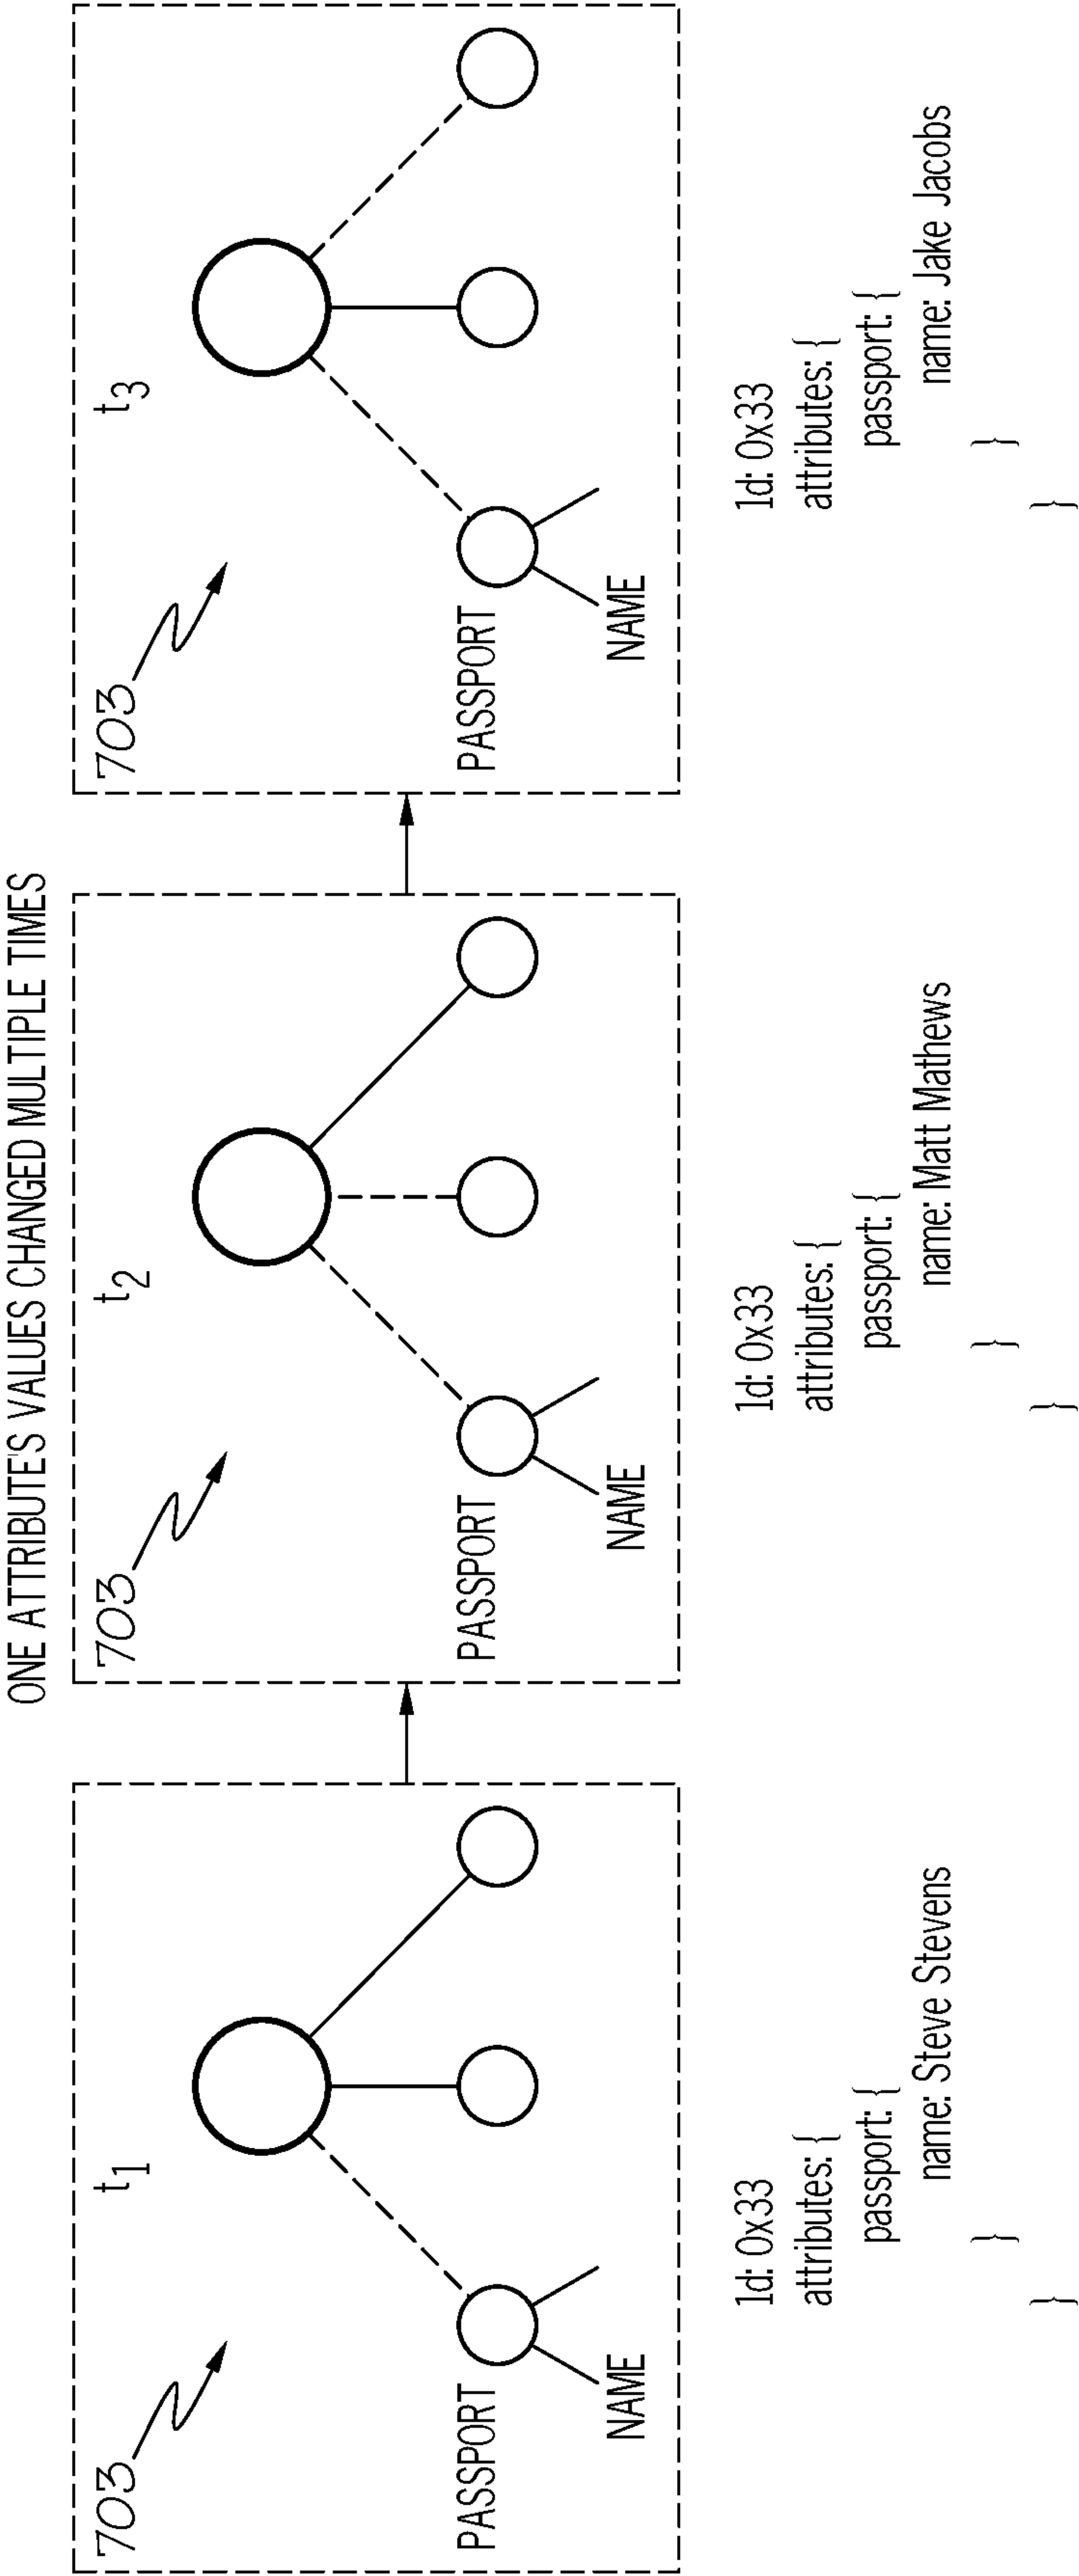 ONE ATTRIBUTE'S VALUES CHANGED MULTIPLE TIMES
703
t1
PASSPORT
NAME
1d: 0x33
attributes: {
passport: {
name: Steve Stevens
}
}
703
t2
PASSPORT
NAME
1d: 0x33
attributes: {
passport: {
name: Matt Mathews
}
}
703
t3
PASSPORT
NAME
1d: 0x33
attributes: {
passport: {
name: Jake Jacobs
}
}